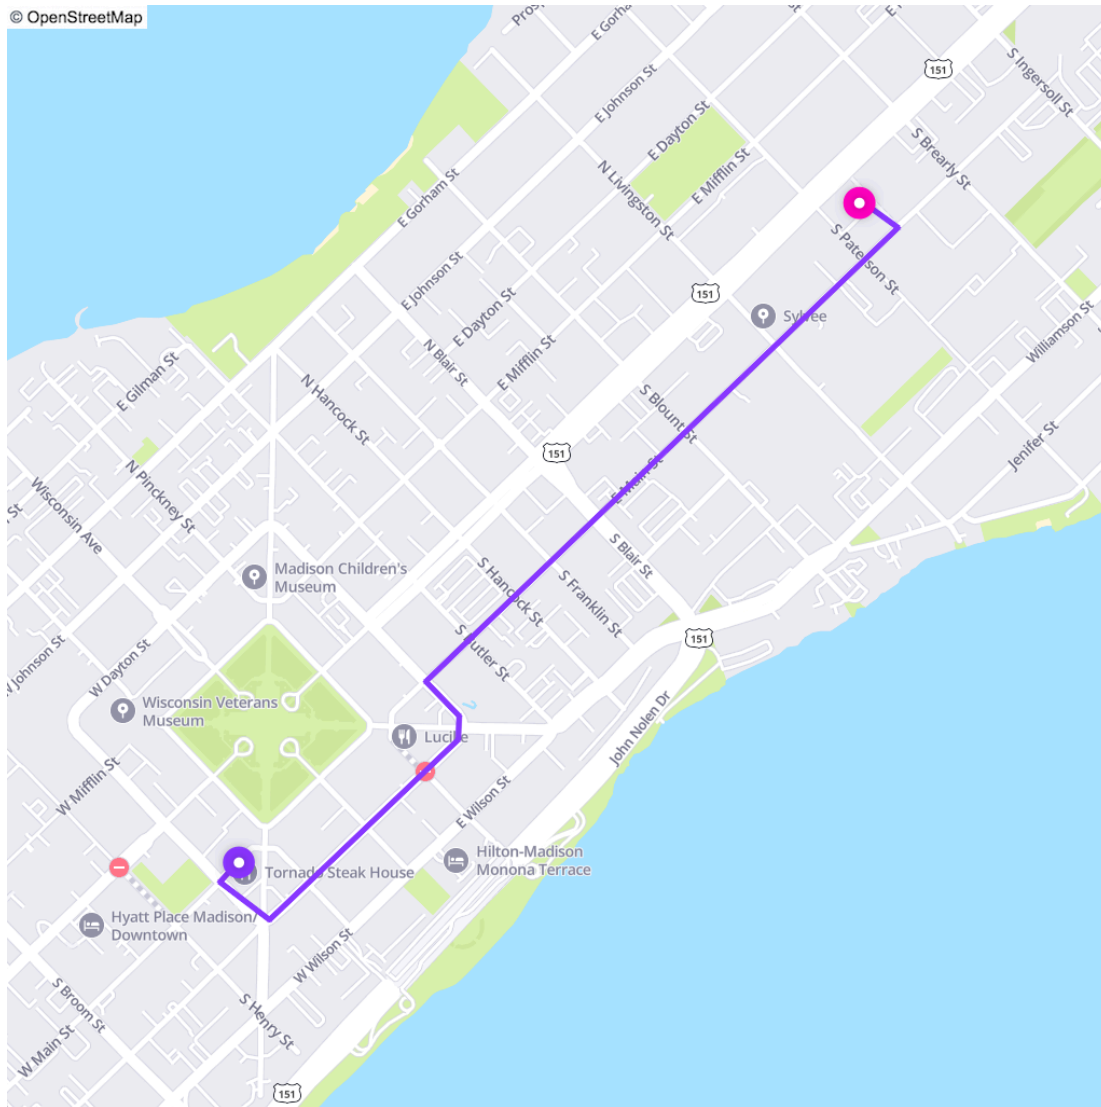 © OpenStreetMap
Pros
E Gorham St
E Johnson St
151
S Ingersoll St
E Dayton St
E Mifflin St
N Livingston St
S Brearly St
E Gorham St
S Paterson St
E Johnson St
E Dayton St
151
Sylvee
N Blair St
E Mifflin St
Williamson St
E Gilman St
N Hancock St
S Blount St
Jenifer St
151
N Pinckney St
E Main St
Wisconsin Ave
S Blair St
Madison Children's
Museum
S Hancock St
S Franklin St
S Butler St
151
W Johnson St
W Dayton St
Wisconsin Veterans
Museum
Lucille
John Nolen Dr
W Mifflin St
E Wilson St
Hilton-Madison
Monona Terrace
Tornado Steak House
Hyatt Place Madison/
Downtown
W Wilson St
S Broom St
S Henry St
W Main St
151